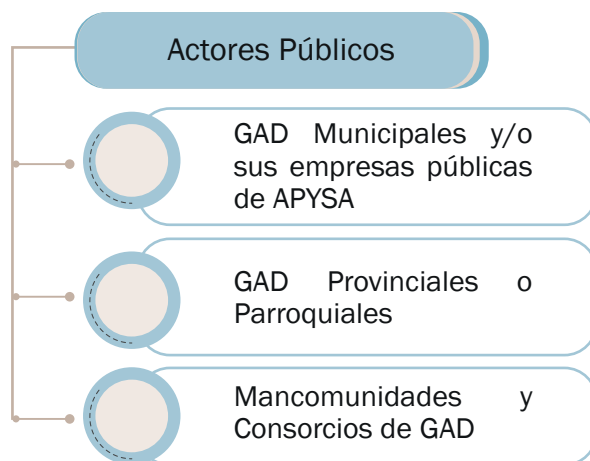 Actores Públicos
GAD Municipales y/o
sus empresas públicas
de APYSA
GAD Provinciales o
Parroquiales
Mancomunidades y
Consorcios de GAD